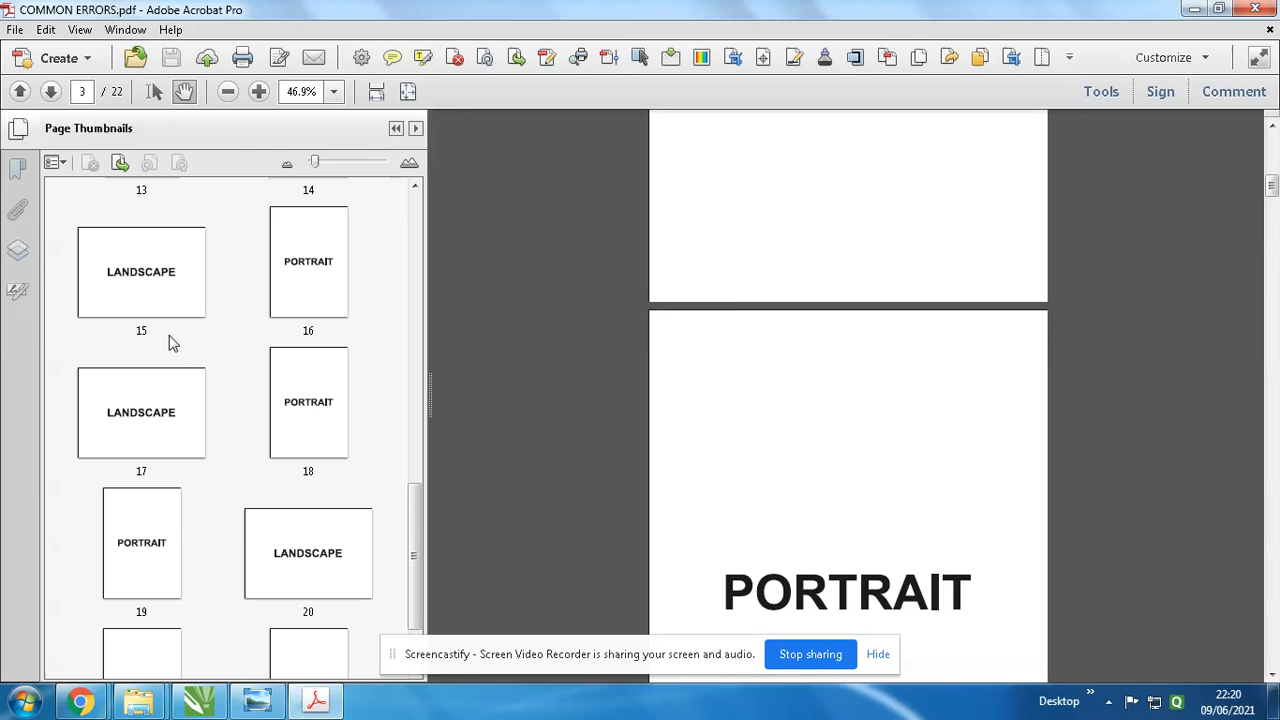 COMMON ERRORS.pdf - Adobe Acrobat Pro
File Edit View Window Help
Create Customize
3 / 22 46.9% Tools Sign Comment
Page Thumbnails
13 14
LANDSCAPE PORTRAIT
15 16
LANDSCAPE PORTRAIT
17 18
PORTRAIT LANDSCAPE
19 20
PORTRAIT
Screencastify - Screen Video Recorder is sharing your screen and audio. Stop sharing Hide
Desktop » 22:20
09/06/2021